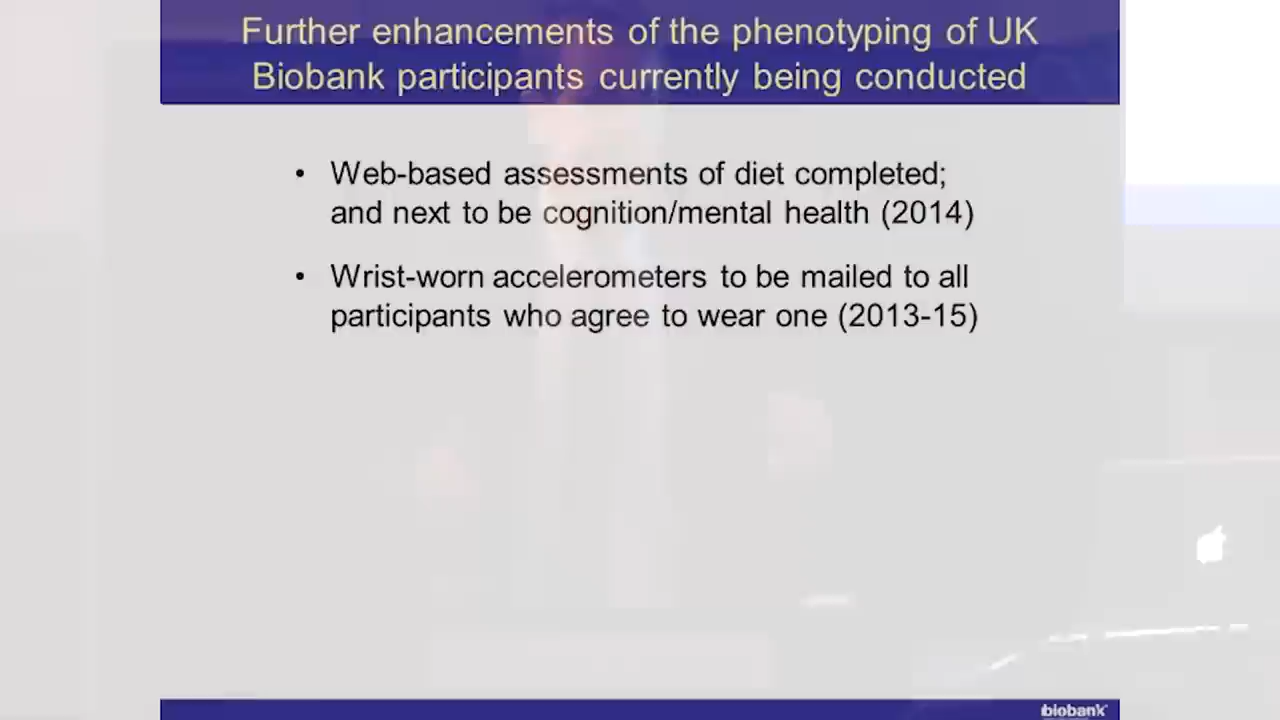 Further enhancements of the phenotyping of UK
Biobank participants currently being conducted
• Web-based assessments of diet completed;
and next to be cognition/mental health (2014)
• Wrist-worn accelerometers to be mailed to all
participants who agree to wear one (2013-15)
biobank